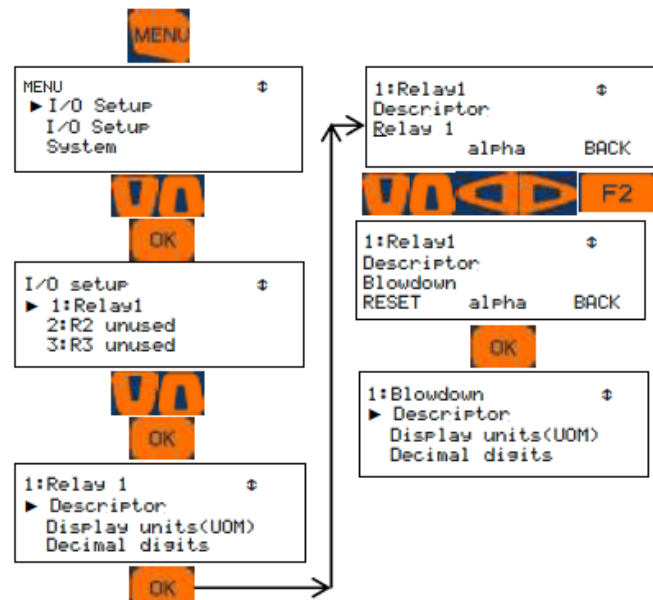 MENU
MENU
I/O Setup
I/O Setup
System
OK
I/O setup
1:Relay1
2:R2 unused
3:R3 unused
OK
1:Relay 1
Descriptor
Display units(UOM)
Decimal digits
OK
1:Relay1
Descriptor
Relay 1
alpha BACK
F2
1:Relay1
Descriptor
Blowdown
RESET alpha BACK
OK
1:Blowdown
Descriptor
Display units(UOM)
Decimal digits